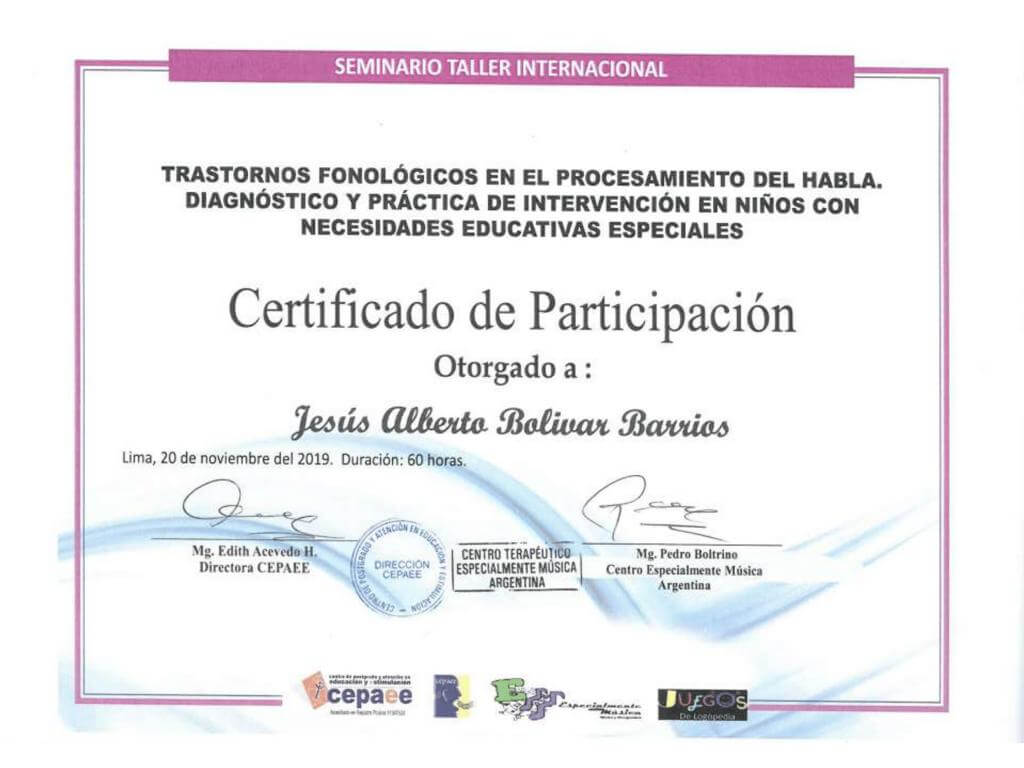 SEMINARIO TALLER INTERNACIONAL
TRASTORNOS FONOLÓGICOS EN EL PROCESAMIENTO DEL HABLA.
DIAGNÓSTICO Y PRÁCTICA DE INTERVENCIÓN EN NIÑOS CON
NECESIDADES EDUCATIVAS ESPECIALES
Certificado de Participación
Otorgado a :
Jesús Alberto Bolivar Barrios
Lima, 20 de noviembre del 2019. Duración: 60 horas.
Mg. Edith Acevedo H.
Directora CEPAEE
CENTRO DE POSTGRADO Y ATENCIÓN EN EDUCACIÓN Y ESTIMULACIÓN
DIRECCIÓN
CEPAEE
CENTRO TERAPÉUTICO
ESPECIALMENTE MÚSICA
ARGENTINA
Mg. Pedro Boltrino
Centro Especialmente Música
Argentina
centro de postgrado y atención en
educación y estimulación
cepaee
cepaee
Especialmente
Música
JUEGOS
De Logopedia